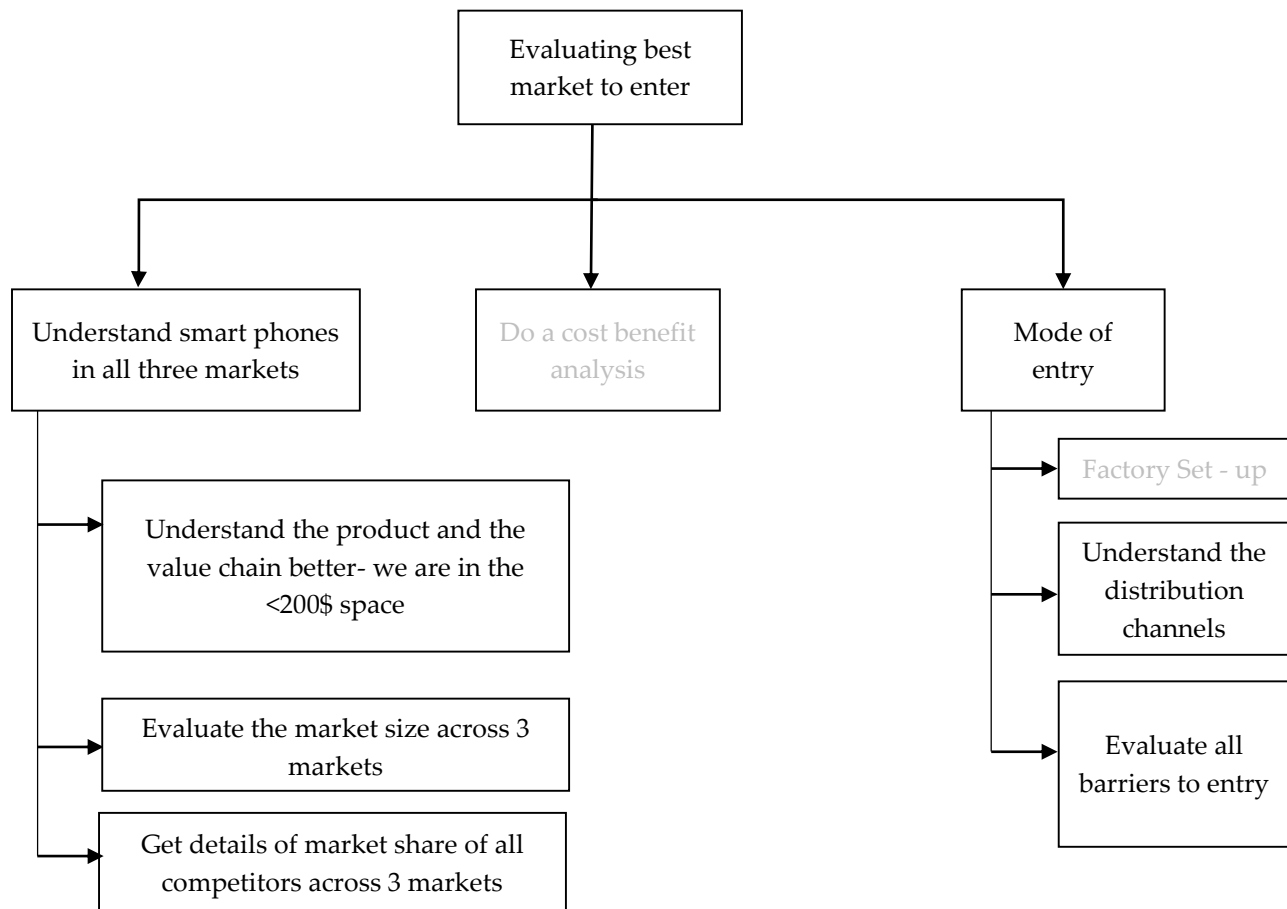 Evaluating best
market to enter
Understand smart phones
in all three markets
Do a cost benefit
analysis
Mode of
entry
Understand the product and the
value chain better- we are in the
<200$ space
Evaluate the market size across 3
markets
Get details of market share of all
competitors across 3 markets
Factory Set - up
Understand the
distribution
channels
Evaluate all
barriers to entry